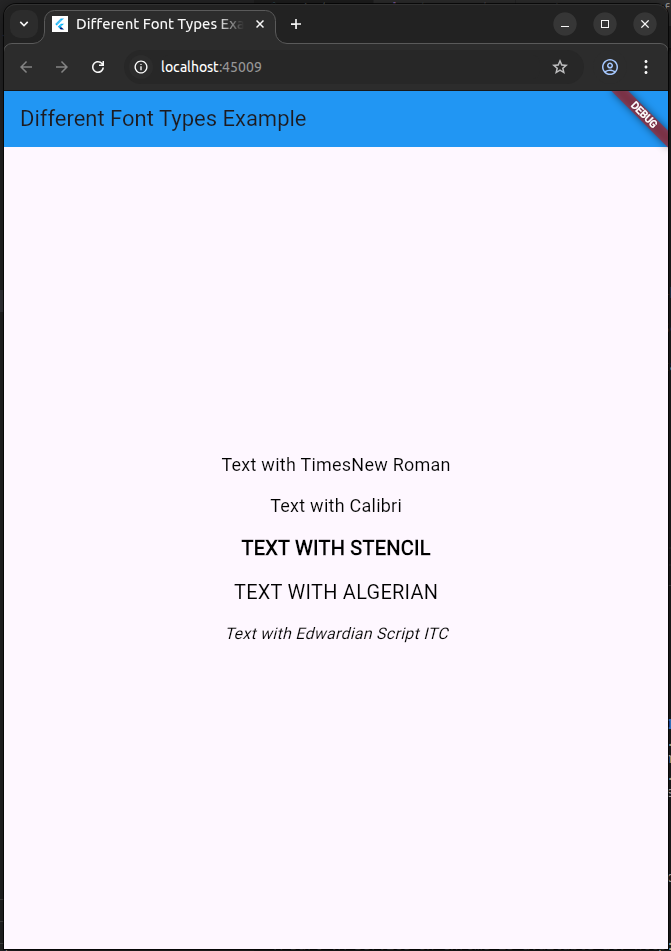 Different Font Types Exa
localhost:45009
Different Font Types Example
DEBUG
Text with TimesNew Roman
Text with Calibri
TEXT WITH STENCIL
TEXT WITH ALGERIAN
Text with Edwardian Script ITC